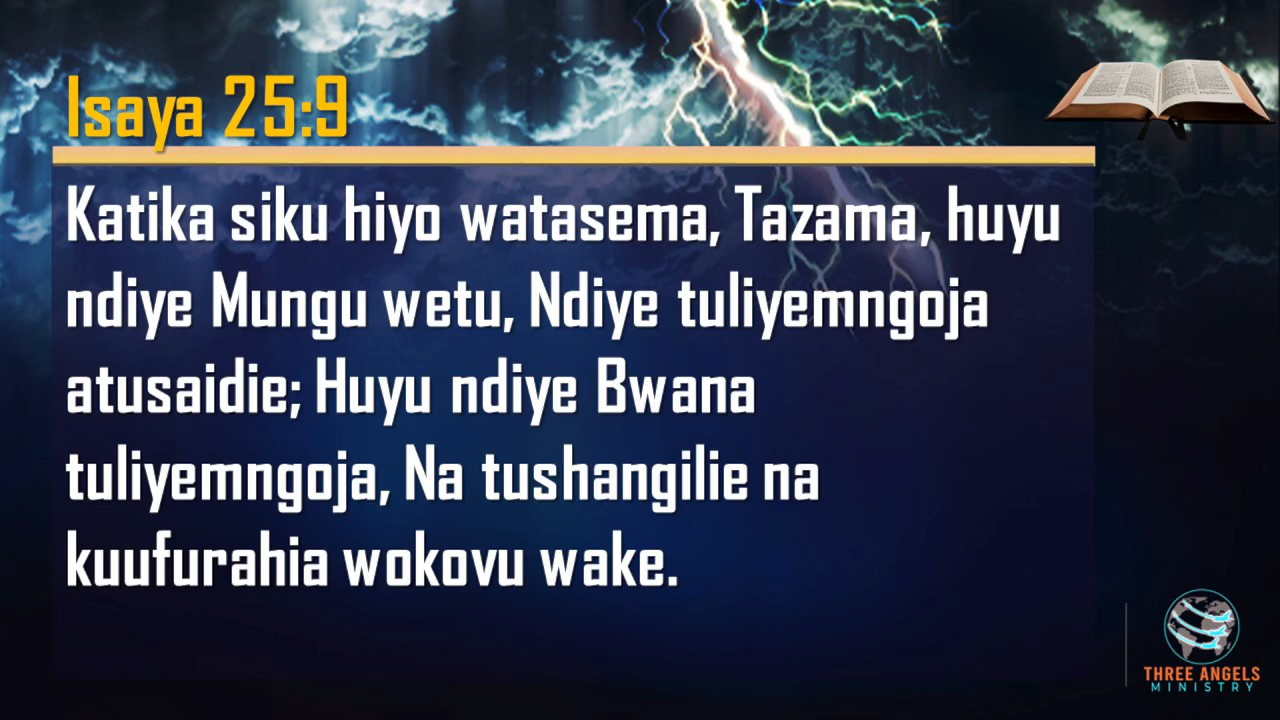 Isaya 25:9
Katika siku hiyo watasema, Tazama, huyu
ndiye Mungu wetu, Ndiye tuliyemngoja
atusaidie; Huyu ndiye Bwana
tuliyemngoja, Na tushangilie na
kuufurahia wokovu wake.
THREE ANGELS
MINISTRY